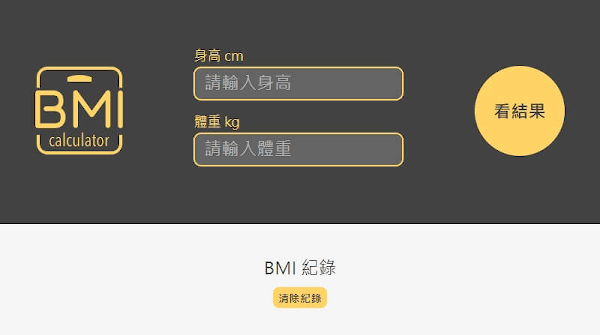 BMI
calculator
身高 cm
請輸入身高
體重 kg
請輸入體重
看結果
BMI 紀錄
清除紀錄